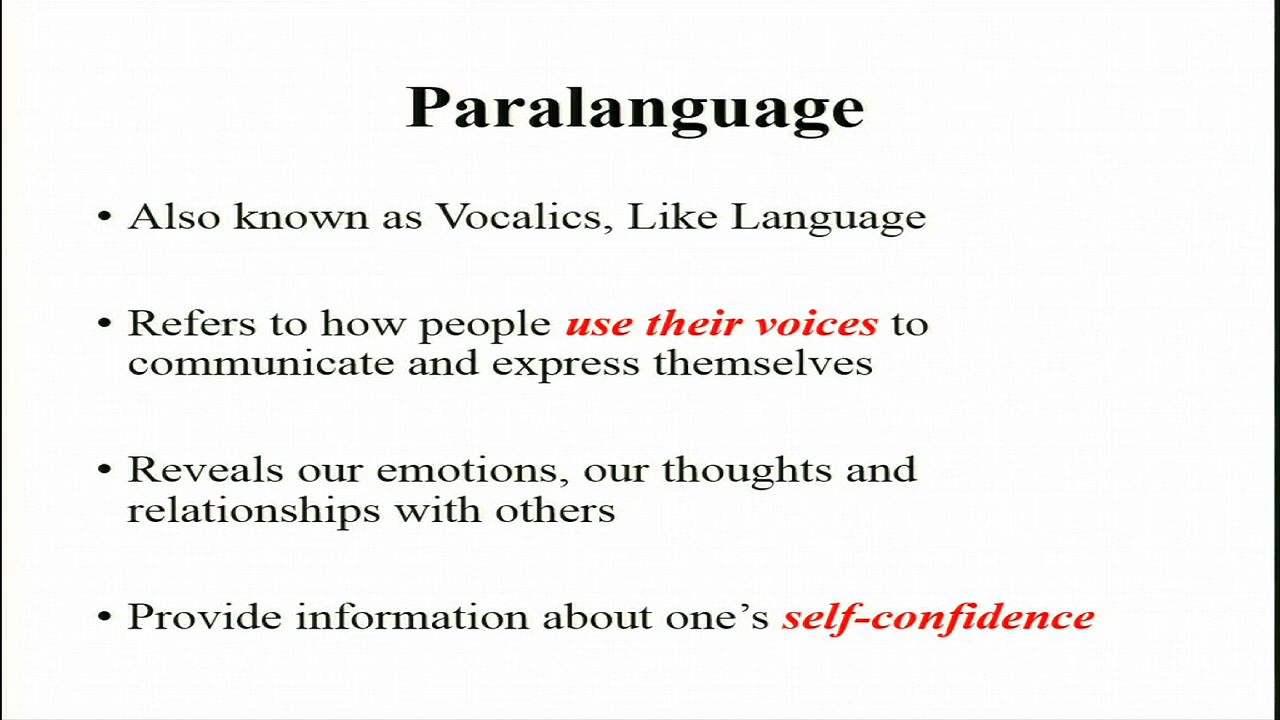 Paralanguage
• Also known as Vocalics, Like Language
• Refers to how people use their voices to
communicate and express themselves
• Reveals our emotions, our thoughts and
relationships with others
• Provide information about one’s self-confidence